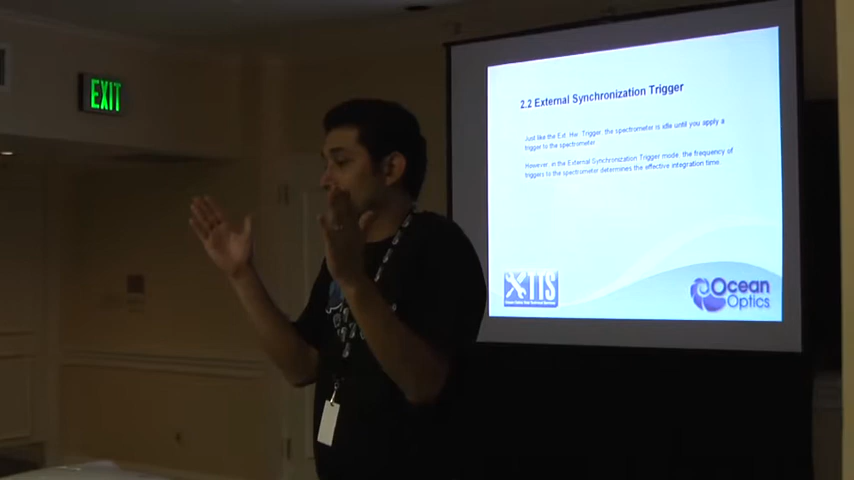 EXIT
2.2 External Synchronization Trigger
Just like the Ext. Hw. Trigger, the spectrometer is idle until you apply a
trigger to the spectrometer.
However, in the External Synchronization Trigger mode, the frequency of
triggers to the spectrometer determines the effective integration time.
TTS
Ocean
Optics